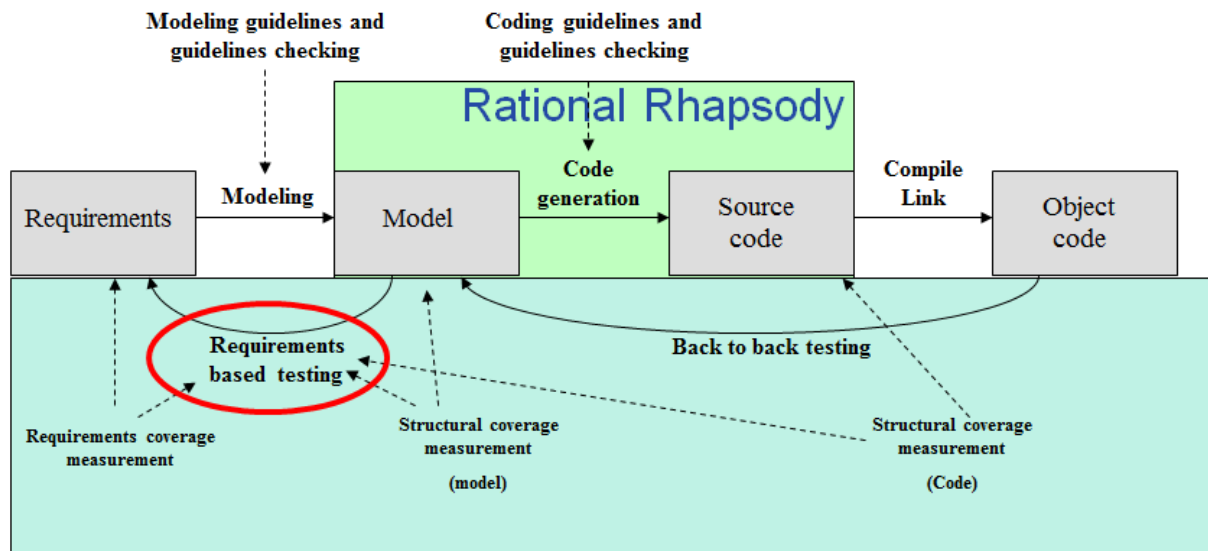 Modeling guidelines and
guidelines checking
Coding guidelines and
guidelines checking
Rational Rhapsody
Requirements
Modeling
Model
Code
generation
Source
code
Compile
Link
Object
code
Requirements
based testing
Back to back testing
Requirements coverage
measurement
Structural coverage
measurement
(model)
Structural coverage
measurement
(Code)